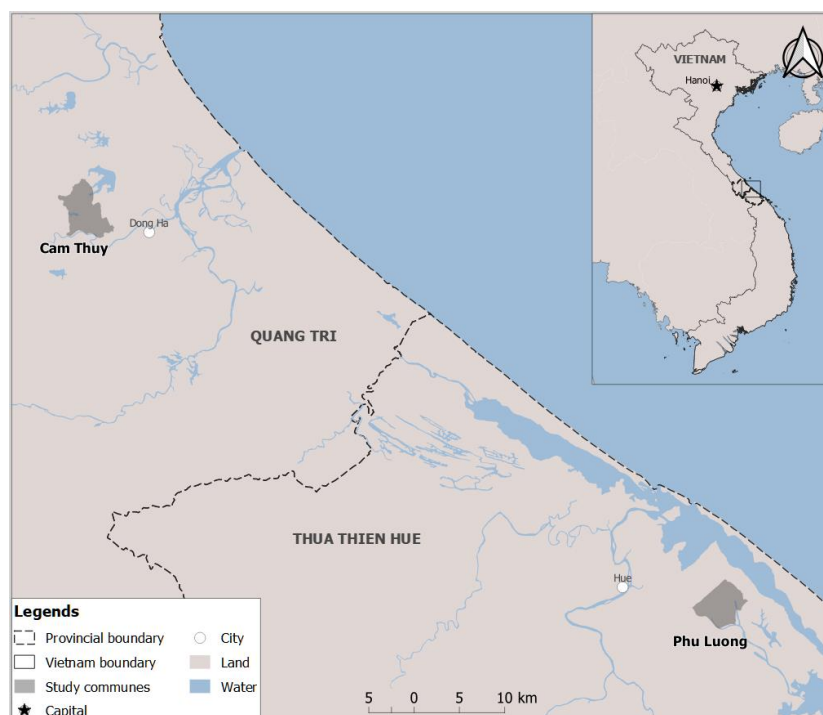 VIETNAM
Hanoi
Dong Ha
Cam Thuy
QUANG TRI
THUA THIEN HUE
Hue
Phu Luong
Legends
Provincial boundary
City
Vietnam boundary
Land
Study communes
Water
Capital
5 0 5 10 km